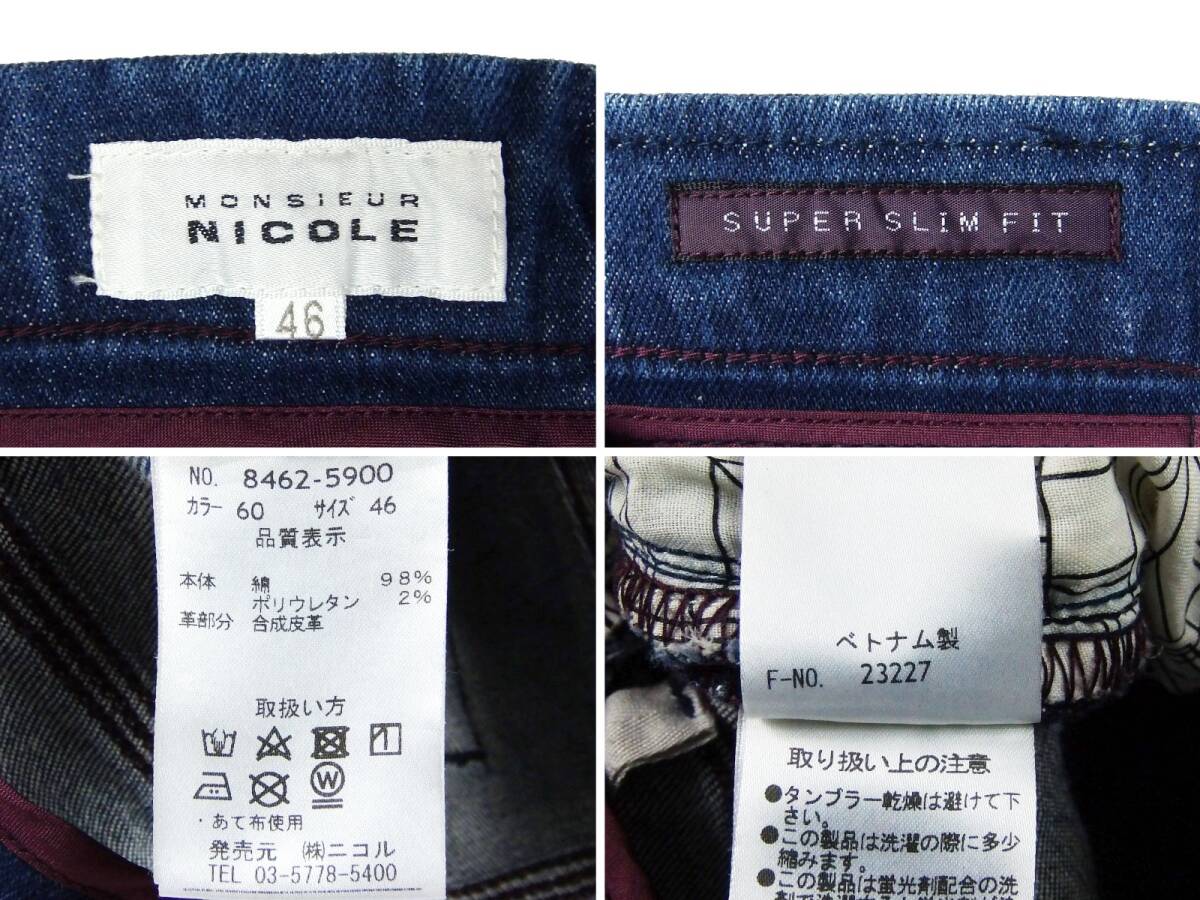 MONSIEUR
NICOLE
46
SUPER SLIM FIT
NO. 8462-5900
カラー 60 サイズ 46
品質表示
本体 綿 98%
ポリウレタン 2%
革部分 合成皮革
取扱い方
W
・あて布使用
発売元 (株)ニコル
TEL 03-5778-5400
ベトナム製
F-NO. 23227
取り扱い上の注意
●タンブラー乾燥は避けて下
さい。
●この製品は洗濯の際に多少
縮みます。
●この製品は蛍光剤配合の洗